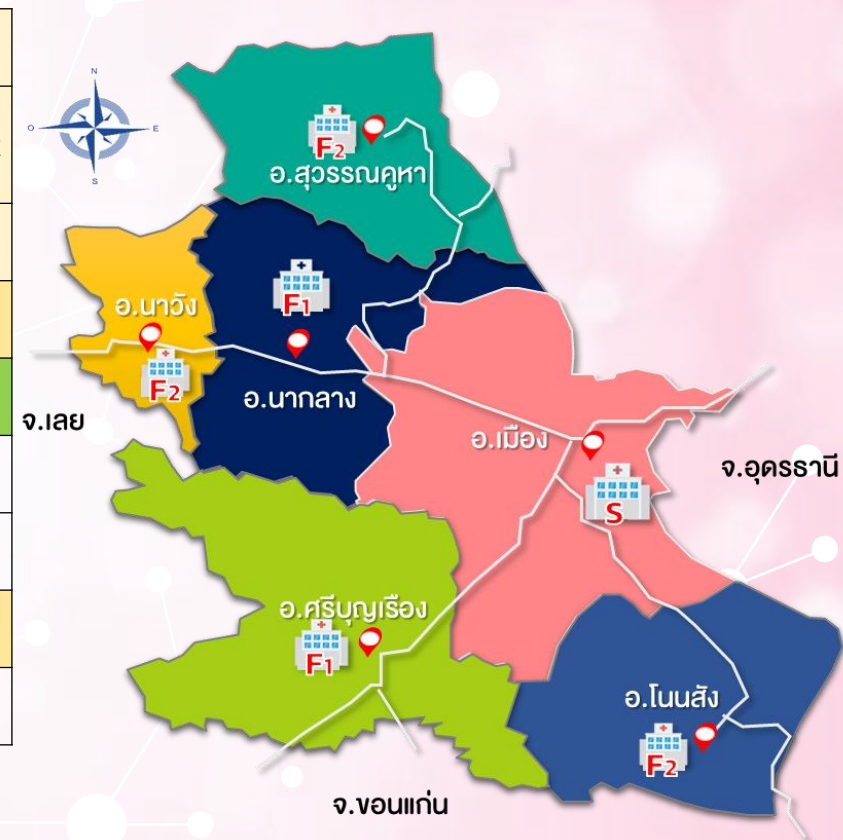 N
O
E
S
F2
อ.สุวรรณคูหา
F1
อ.นาวัง
F2
อ.นากลาง
จ.เลย
อ.เมือง
จ.อุดรธานี
S
อ.ศรีบุญเรือง
F1
อ.โนนสัง
F2
จ.ขอนแก่น